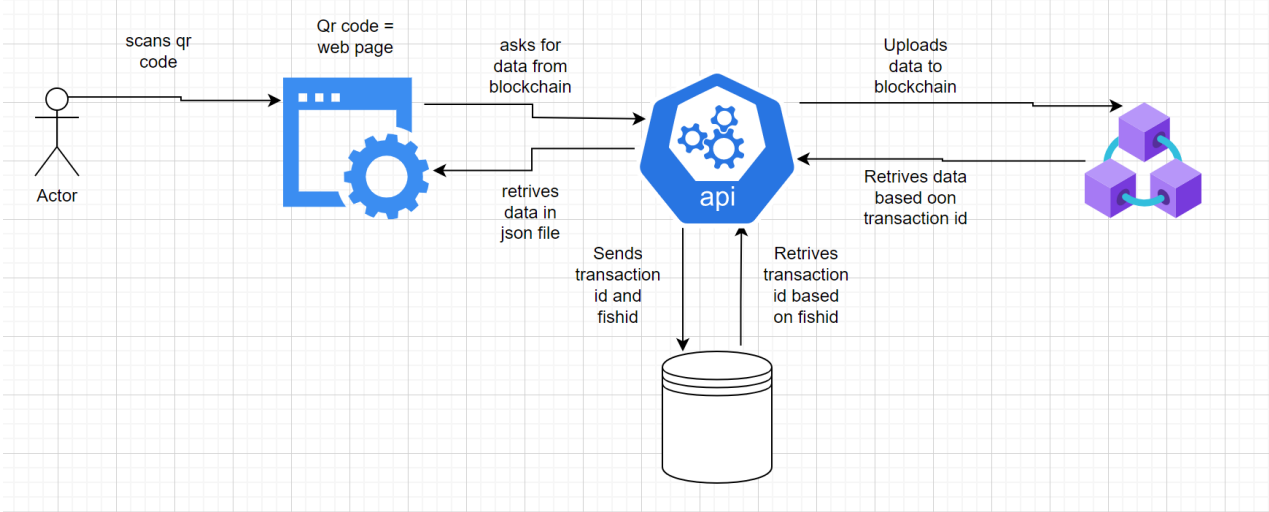 scans qr
code
Actor
Qr code =
web page
asks for
data from
blockchain
retrives
data in
json file
api
Uploads
data to
blockchain
Retrives data
based oon
transaction id
Sends
transaction
id and
fishid
Retrives
transaction
id based
on fishid